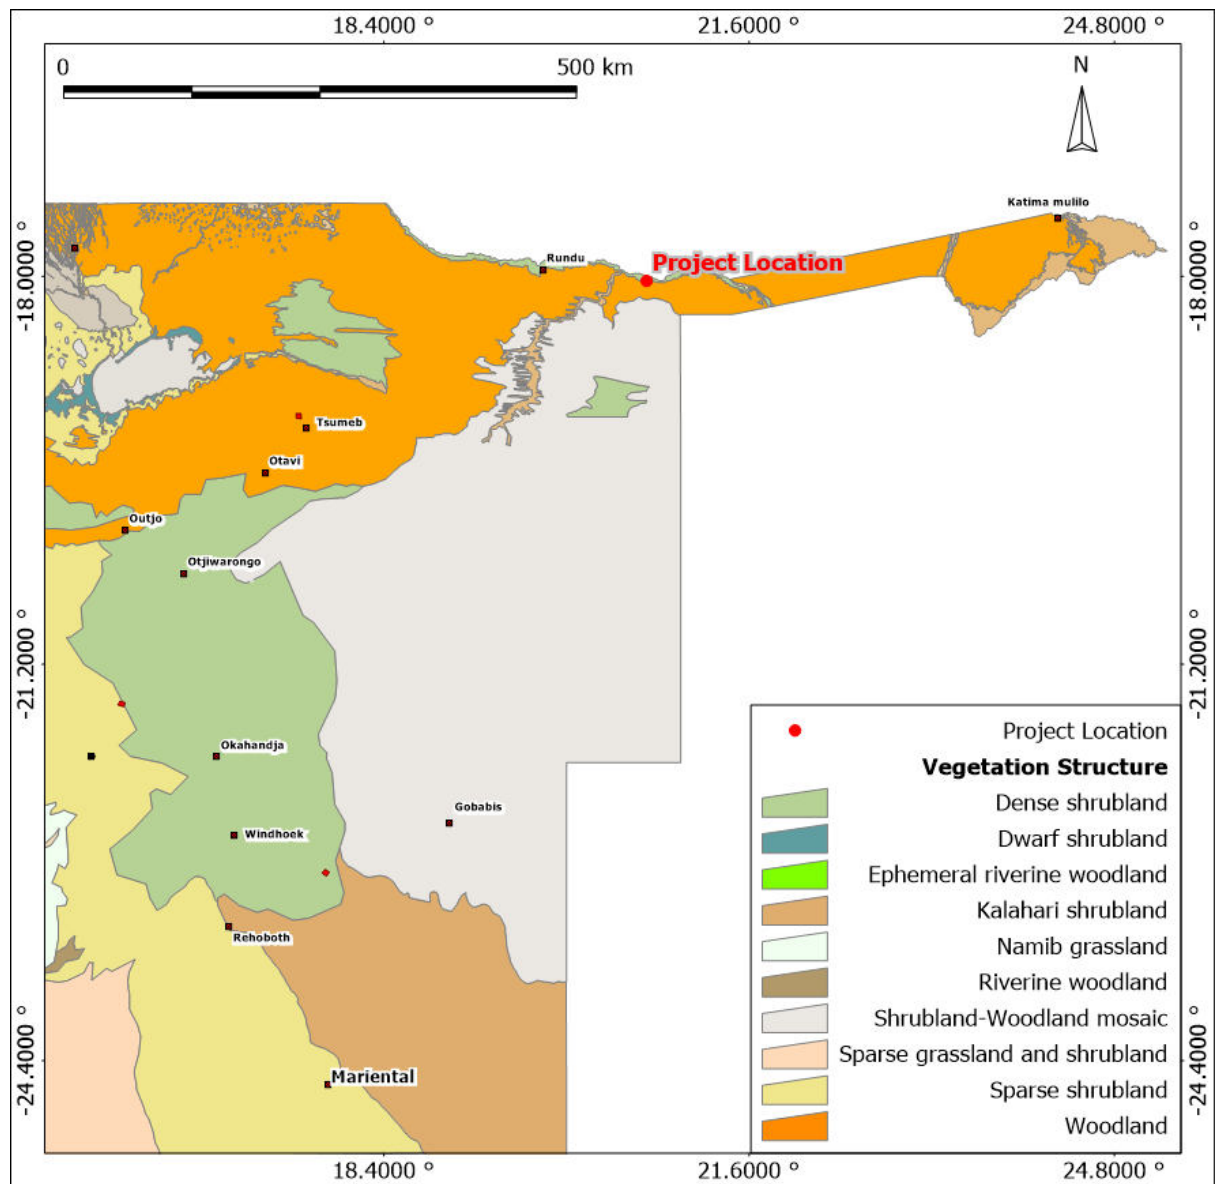 18.4000 °
21.6000 °
24.8000 °
0
500 km
N
Katima mulilo
-18.0000 °
Rundu
Project Location
-18.0000 °
Tsumeb
Otavi
Outjo
Otjiwarongo
-21.2000 °
-21.2000 °
Okahandja
Gobabis
Windhoek
Rehoboth
Mariental
-24.4000 °
-24.4000 °
Project Location
Vegetation Structure
Dense shrubland
Dwarf shrubland
Ephemeral riverine woodland
Kalahari shrubland
Namib grassland
Riverine woodland
Shrubland-Woodland mosaic
Sparse grassland and shrubland
Sparse shrubland
Woodland
18.4000 °
21.6000 °
24.8000 °